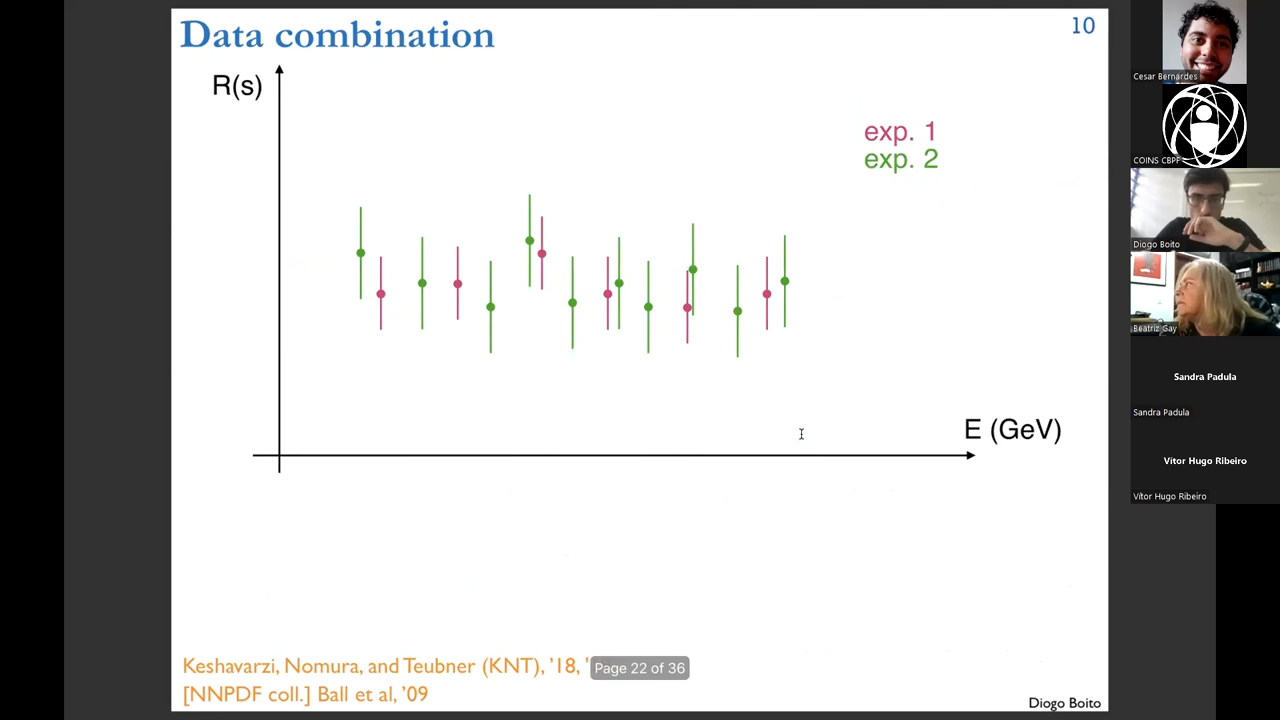 Data combination
10
R(s)
exp. 1
exp. 2
E (GeV)
Keshavarzi, Nomura, and Teubner (KNT), '18, '
Page 22 of 36
[NNPDF coll.] Ball et al, '09
Diogo Boito
Cesar Bernardes
COINS CBPF
Diogo Boito
Beatriz Gay
Sandra Padula
Sandra Padula
Vítor Hugo Ribeiro
Vítor Hugo Ribeiro